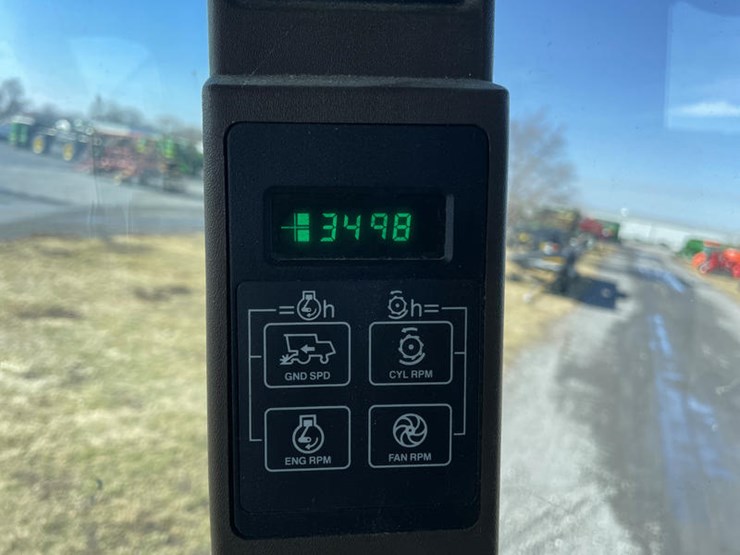 3498
=h h=
GND SPD CYL RPM
ENG RPM FAN RPM